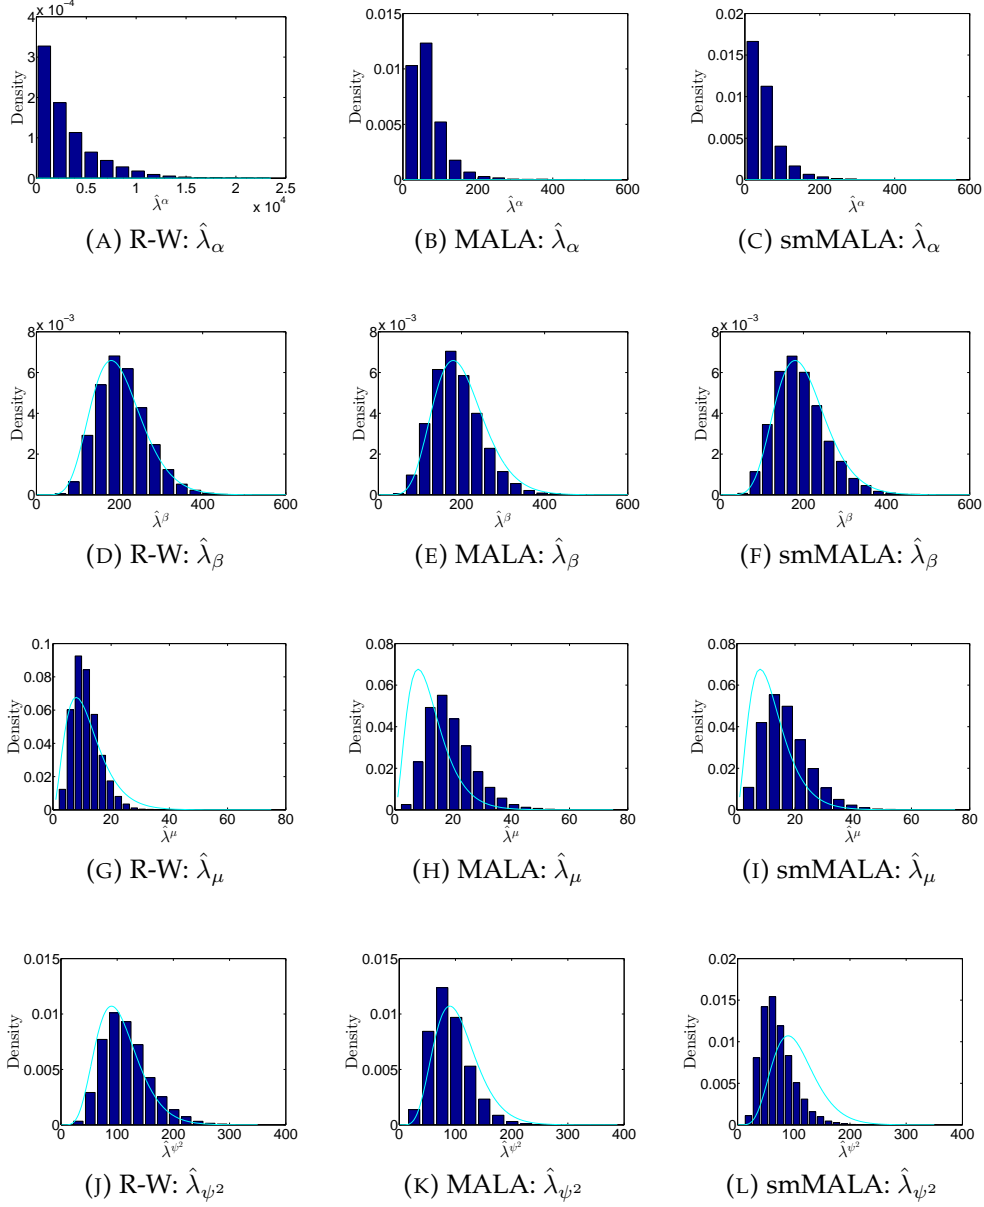 x 10⁻⁴
4
3
2
1
0
Density
0 0.5 1 1.5 2 2.5
x 10⁴
λ̂^α
(A) R-W: λ̂_α
0.015
0.01
0.005
0
Density
0 200 400 600
λ̂^α
(B) MALA: λ̂_α
0.02
0.015
0.01
0.005
0
Density
0 200 400 600
λ̂^α
(C) smMALA: λ̂_α
x 10⁻³
8
6
4
2
0
Density
0 200 400 600
λ̂^β
(D) R-W: λ̂_β
x 10⁻³
8
6
4
2
0
Density
0 200 400 600
λ̂^β
(E) MALA: λ̂_β
x 10⁻³
8
6
4
2
0
Density
0 200 400 600
λ̂^β
(F) smMALA: λ̂_β
0.1
0.08
0.06
0.04
0.02
0
Density
0 20 40 60 80
λ̂^μ
(G) R-W: λ̂_μ
0.08
0.06
0.04
0.02
0
Density
0 20 40 60 80
λ̂^μ
(H) MALA: λ̂_μ
0.08
0.06
0.04
0.02
0
Density
0 20 40 60 80
λ̂^μ
(I) smMALA: λ̂_μ
0.015
0.01
0.005
0
Density
0 100 200 300 400
λ̂^ψ²
(J) R-W: λ̂_ψ²
0.015
0.01
0.005
0
Density
0 100 200 300 400
λ̂^ψ²
(K) MALA: λ̂_ψ²
0.02
0.015
0.01
0.005
0
Density
0 100 200 300 400
λ̂^ψ²
(L) smMALA: λ̂_ψ²